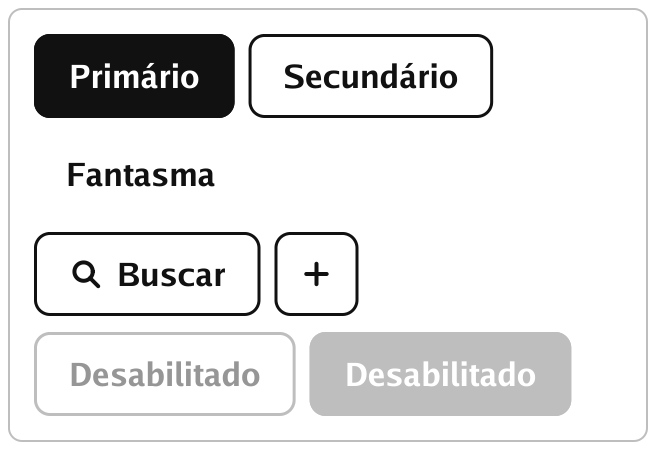 Primário Secundário
Fantasma
Buscar +
Desabilitado Desabilitado